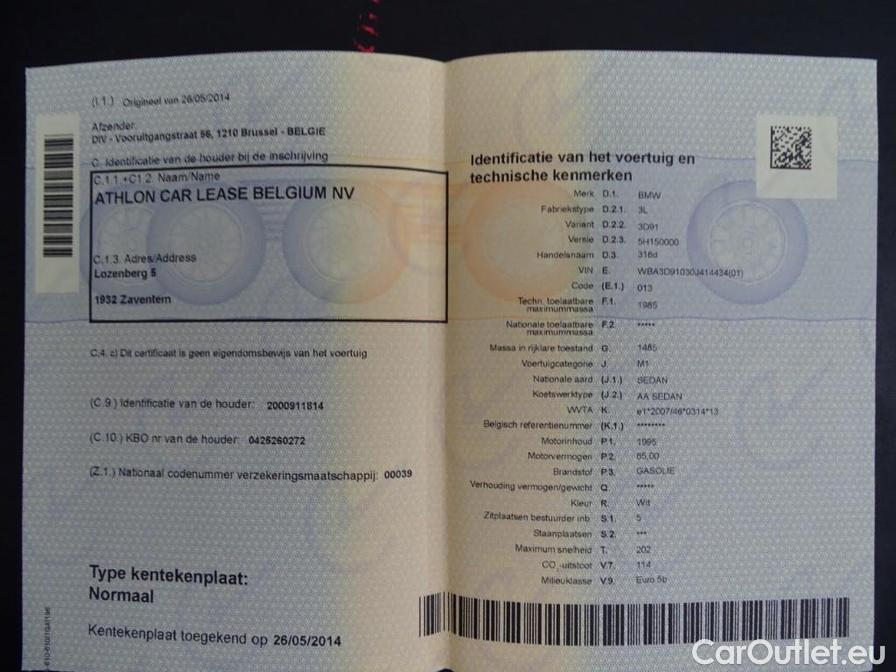 (I.1.) Origineel van 26/05/2014
Afzender:
DIV - Vooruitgangstraat 56, 1210 Brussel - BELGIE
C. Identificatie van de houder bij de inschrijving
C.1.1.+C1.2. Naam/Name
ATHLON CAR LEASE BELGIUM NV
C.1.3. Adres/Address
Lozenberg 5
1932 Zaventem
C.4. c) Dit certificaat is geen eigendomsbewijs van het voertuig
(C.9.) Identificatie van de houder: 2000911814
(C.10.) KBO nr van de houder: 0425260272
(Z.1.) Nationaal codenummer verzekeringsmaatschappij: 00039
Type kentekenplaat:
Normaal
Kentekenplaat toegekend op 26/05/2014
Identificatie van het voertuig en
technische kenmerken
Merk D.1. BMW
Fabriekstype D.2.1. 3L
Variant D.2.2. 3D91
Versie D.2.3. 5H150000
Handelsnaam D.3. 316d
VIN E. WBA3D91030J414434(01)
Code (E.1.) 013
Techn. toelaatbare F.1. 1985
maximummassa
Nationale toelaatbare F.2. *****
maximummassa
Massa in rijklare toestand G. 1485
Voertuigcategorie J. M1
Nationale aard (J.1.) SEDAN
Koetswerktype (J.2.) AA SEDAN
WVTA K. e1*2007/46*0314*13
Belgisch referentienummer (K.1.) ********
Motorinhoud P.1. 1995
Motorvermogen P.2. 85,00
Brandstof P.3. GASOLIE
Verhouding vermogen/gewicht Q. *****
Kleur R. Wit
Zitplaatsen bestuurder inb. S.1. 5
Staanplaatsen S.2. ***
Maximum snelheid T. 202
CO₂-uitstoot V.7. 114
Milieuklasse V.9. Euro 5b
CarOutlet.eu